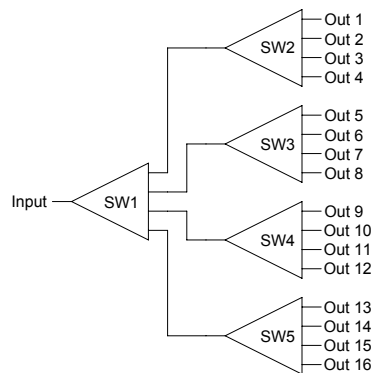 Out 1
Out 2
SW2
Out 3
Out 4
Out 5
Out 6
SW3
Out 7
Out 8
Input
SW1
Out 9
Out 10
SW4
Out 11
Out 12
Out 13
Out 14
SW5
Out 15
Out 16